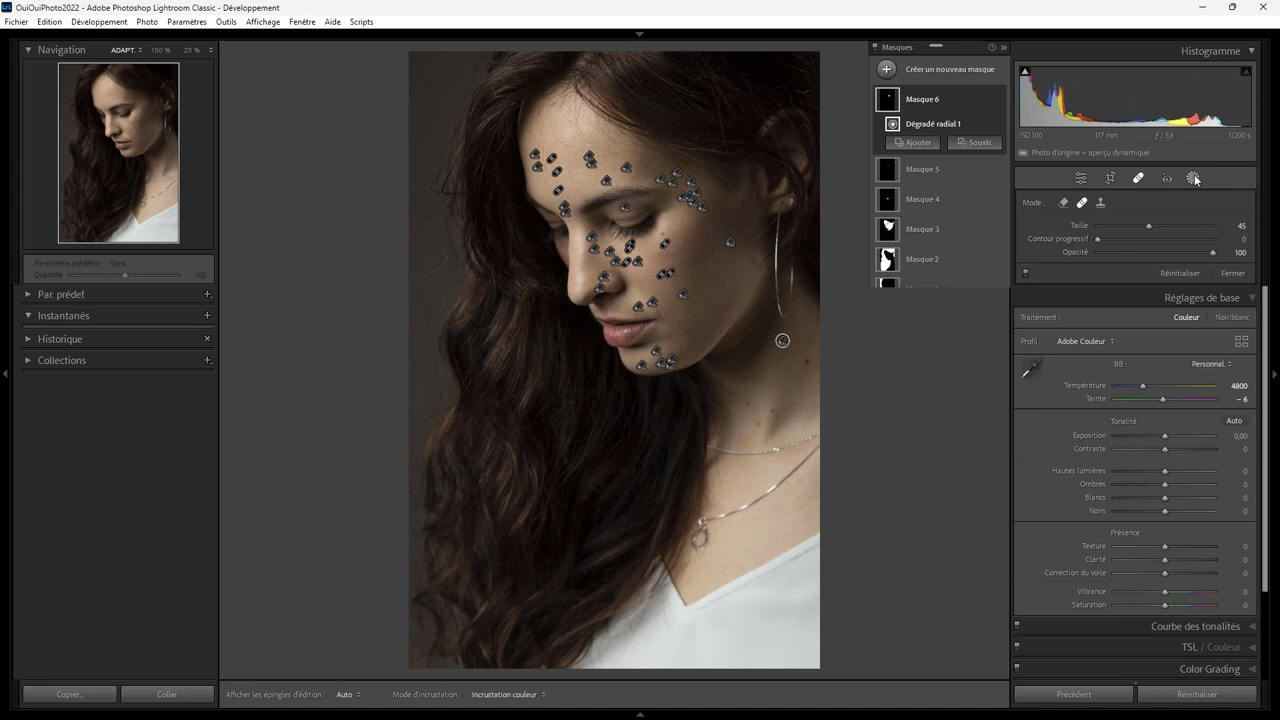 OuiOuiPhoto2022 - Adobe Photoshop Lightroom Classic - Développement
Fichier Edition Développement Photo Paramètres Outils Affichage Fenêtre Aide Scripts
Navigation ADAPT. 100 % 25 %
Paramètre prédéfini : Sans
Quantité 100
Par. prédef.
Instantanés
Historique
Collections
Copier... Coller
Afficher les épingles d'édition : Auto Mode d'incrustation : Incrustation couleur
Masques
Créer un nouveau masque
Masque 6
Dégradé radial 1
Ajouter Soustr.
Masque 5
Masque 4
Masque 3
Masque 2
Histogramme
ISO 100 117 mm ƒ / 5,6 1/200 s
Photo d'origine + aperçu dynamique
Mode :
Taille 45
Contour progressif 0
Opacité 100
Réinitialiser Fermer
Réglages de base
Traitement : Couleur Noir/blanc
Profil : Adobe Couleur
BB : Personnal.
Température 4800
Teinte – 6
Tonalité Auto
Exposition 0,00
Contraste 0
Hautes lumières 0
Ombres 0
Blancs 0
Noirs 0
Présence
Texture 0
Clarté 0
Correction du voile 0
Vibrance 0
Saturation 0
Courbe des tonalités
TSL / Couleur
Color Grading
Précédent Réinitialiser